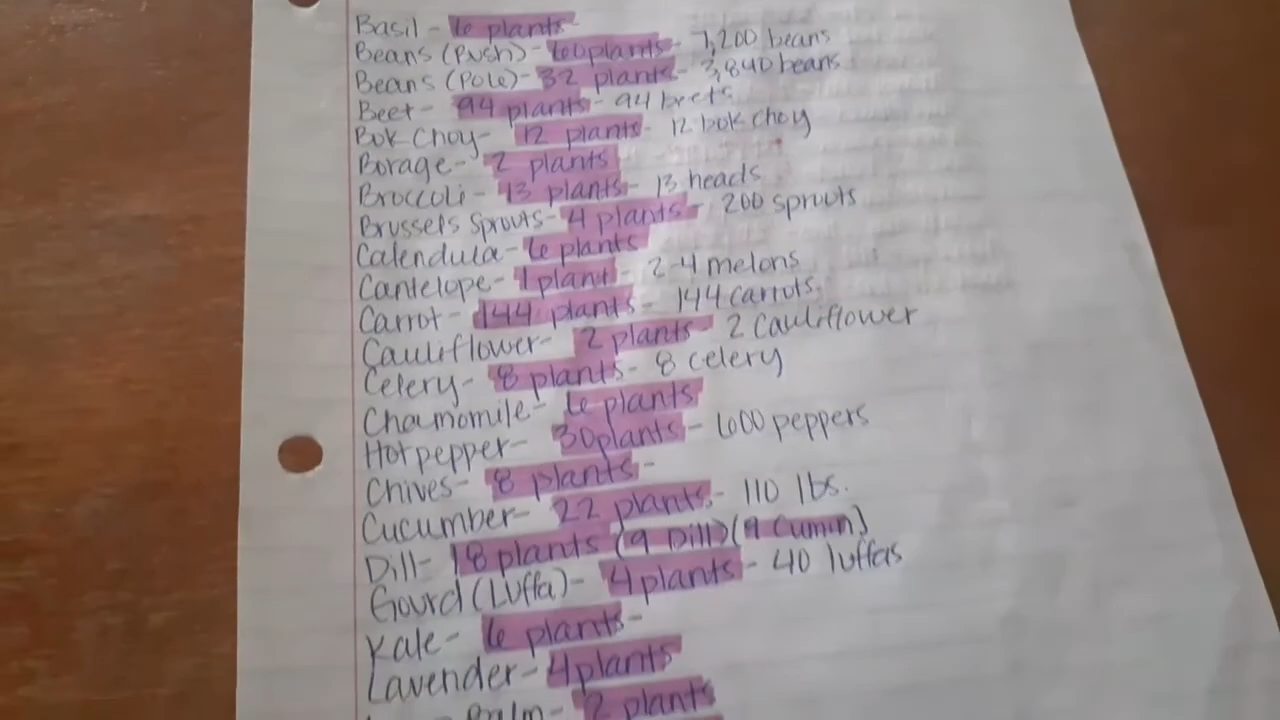 Basil - 6 plants-
Beans (Bush) - 60 plants - 7,200 beans
Beans (Pole) - 32 plants - 3,840 beans
Beet - 94 plants - 94 beets
Bok Choy - 12 plants - 12 bok choy
Borage - 2 plants
Broccoli - 13 plants - 13 heads
Brussels Sprouts - 4 plants - 200 sprouts
Calendula - 6 plants
Cantelope - 1 plant - 2-4 melons
Carrot - 144 plants - 144 carrots
Cauliflower - 2 plants - 2 Cauliflower
Celery - 8 plants - 8 celery
Chamomile - 6 plants
Hot pepper - 30 plants - 600 peppers
Chives - 8 plants -
Cucumber - 22 plants - 110 lbs.
Dill - 18 plants (9 Dill) (9 Cumin)
Gourd (Luffa) - 4 plants - 40 luffas
Kale - 6 plants -
Lavender - 4 plants
Balm - 2 plants